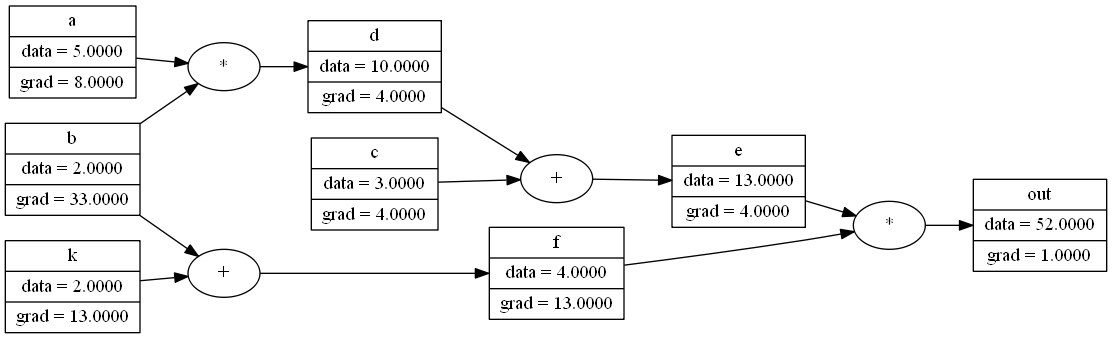 a
data = 5.0000
grad = 8.0000
*
d
data = 10.0000
grad = 4.0000
b
data = 2.0000
grad = 33.0000
c
data = 3.0000
grad = 4.0000
+
e
data = 13.0000
grad = 4.0000
*
out
data = 52.0000
grad = 1.0000
k
data = 2.0000
grad = 13.0000
+
f
data = 4.0000
grad = 13.0000